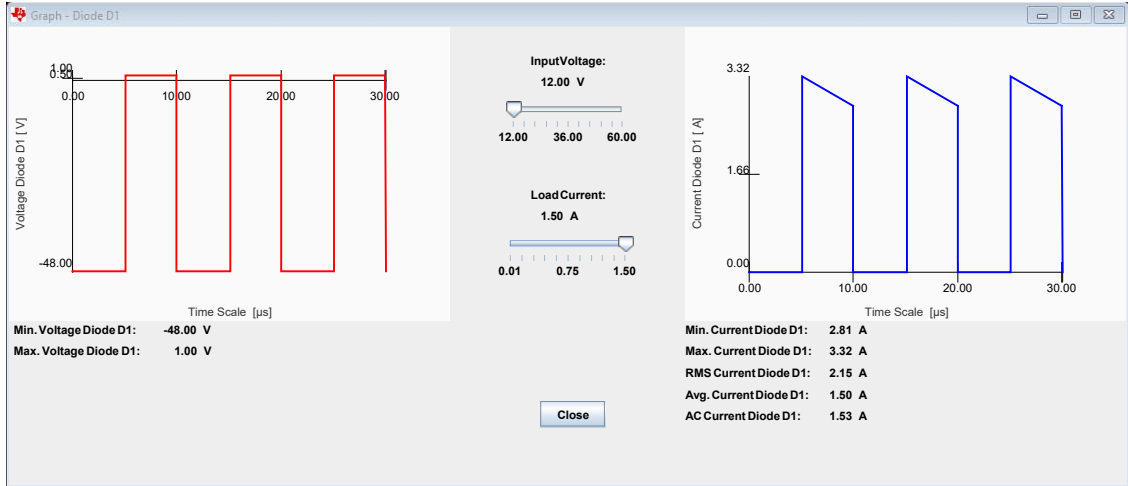 Graph - Diode D1
1.00
0.50
0.00
10.00
20.00
30.00
-48.00
Voltage Diode D1 [ V]
Time Scale [µs]
Min. Voltage Diode D1: -48.00 V
Max. Voltage Diode D1: 1.00 V
InputVoltage:
12.00 V
12.00 36.00 60.00
Load Current:
1.50 A
0.01 0.75 1.50
Close
3.32
1.66
0.00
Current Diode D1 [ A]
0.00 10.00 20.00 30.00
Time Scale [µs]
Min. Current Diode D1: 2.81 A
Max. Current Diode D1: 3.32 A
RMS Current Diode D1: 2.15 A
Avg. Current Diode D1: 1.50 A
AC Current Diode D1: 1.53 A